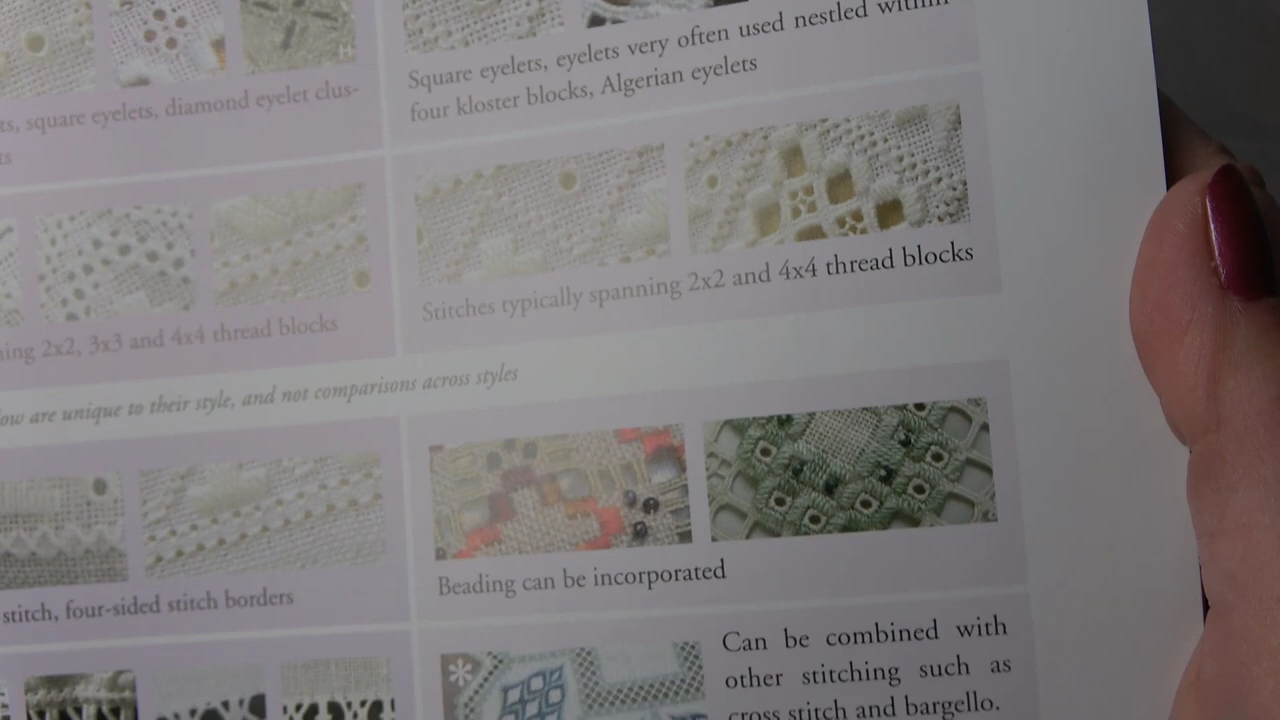 square eyelets, diamond eyelet clus-
Square eyelets, eyelets very often used nestled within
four kloster blocks, Algerian eyelets
2x2, 3x3 and 4x4 thread blocks
Stitches typically spanning 2x2 and 4x4 thread blocks
are unique to their style, and not comparisons across styles
stitch, four-sided stitch borders
Beading can be incorporated
*
Can be combined with
other stitching such as
cross stitch and bargello.